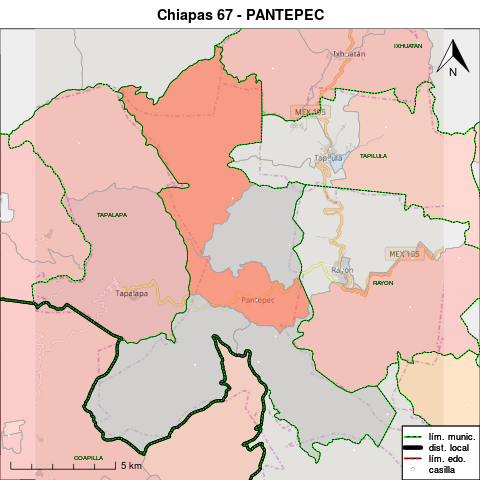 Chiapas 67 - PANTEPEC
IXHUATÁN
Ixhuatán
MEX 195
Tapilula
TAPILULA
TAPALAPA
MEX 195
Rayón
RAYON
Tapalapa
Pantepec
COAPILLA
5 km
N
lím. munic.
dist. local
lím. edo.
casilla